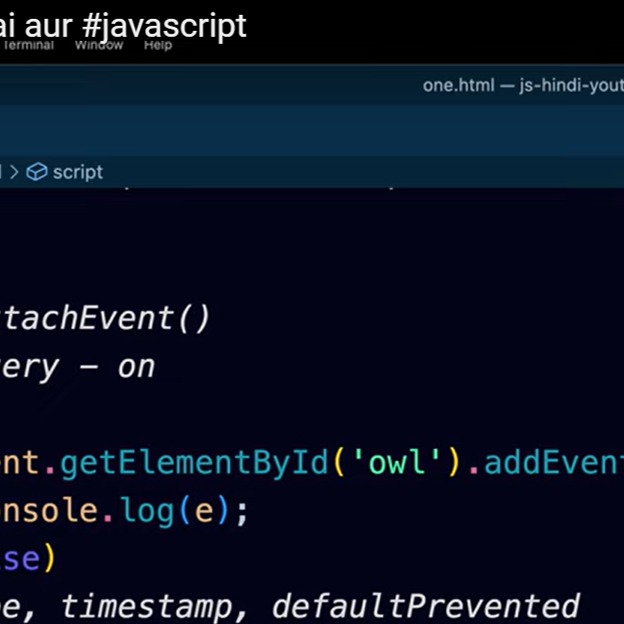 ai aur #javascript
Terminal Window Help
one.html — js-hindi-yout
> script
tachEvent()
ery – on
nt.getElementById('owl').addEvent
nsole.log(e);
se)
e, timestamp, defaultPrevented